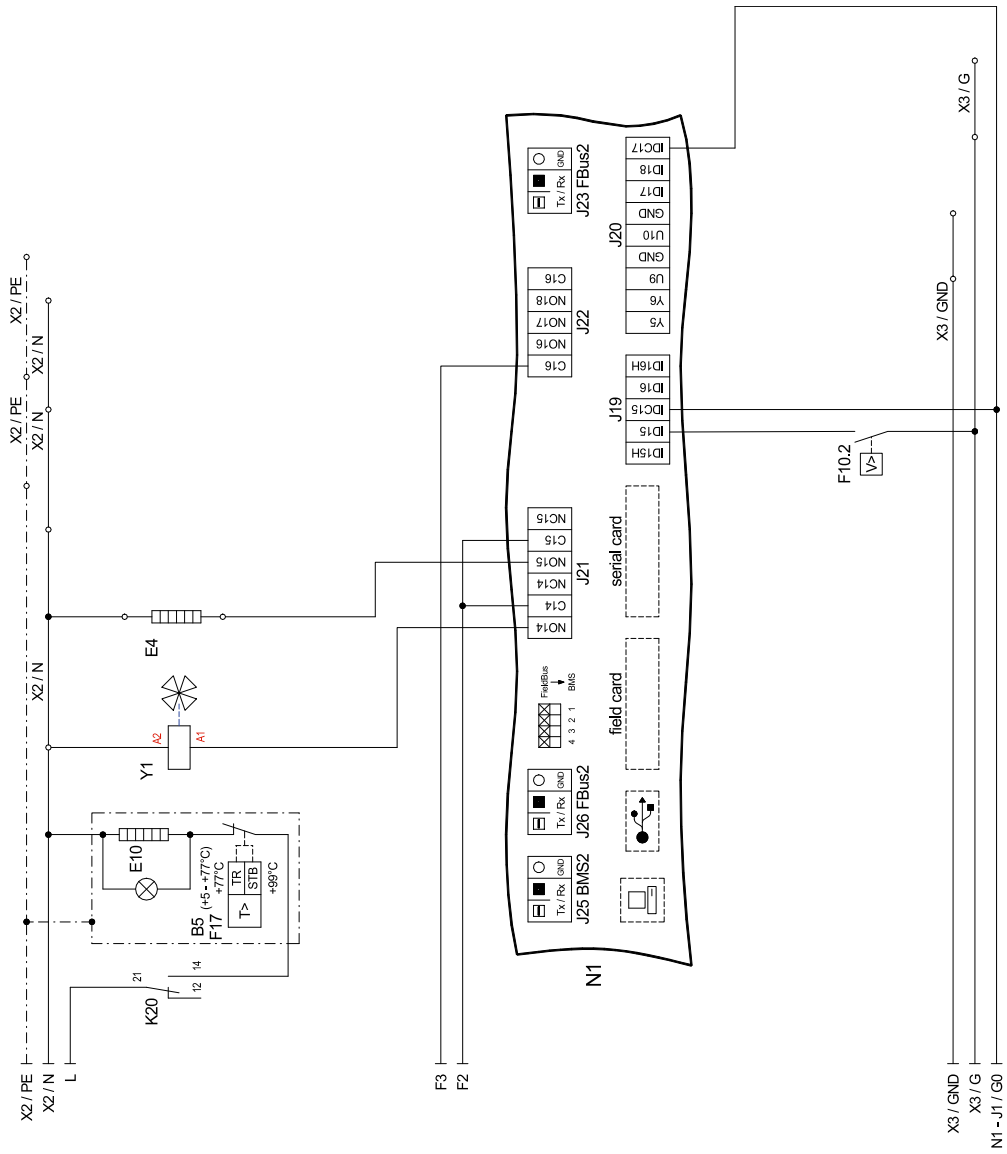 X2 / PE
X2 / N
L
F3
F2
X3 / GND
X3 / G
N1 - J1 / G0
K20
21
12
14
B5
F17
(+5 - +77°C)
+77°C
T>
TR
STB
+99°C
E10
X2 / N
Y1
A2
A1
E4
X2 / PE
X2 / N
X2 / PE
X2 / N
N1
Tx / Rx
GND
J25 BMS2
Tx / Rx
GND
J26 FBus2
4 3 2 1
FieldBus
BMS
NO14
C14
NC14
NO15
C15
NC15
J21
C16
NO16
NO17
NO18
C16
J22
Tx / Rx
GND
J23 FBus2
field card
serial card
ID15H
ID15
IDC15
ID16
ID16H
J19
Y5
Y6
U9
GND
U10
GND
ID17
ID18
IDC17
J20
F10.2
V>
X3 / GND
X3 / G